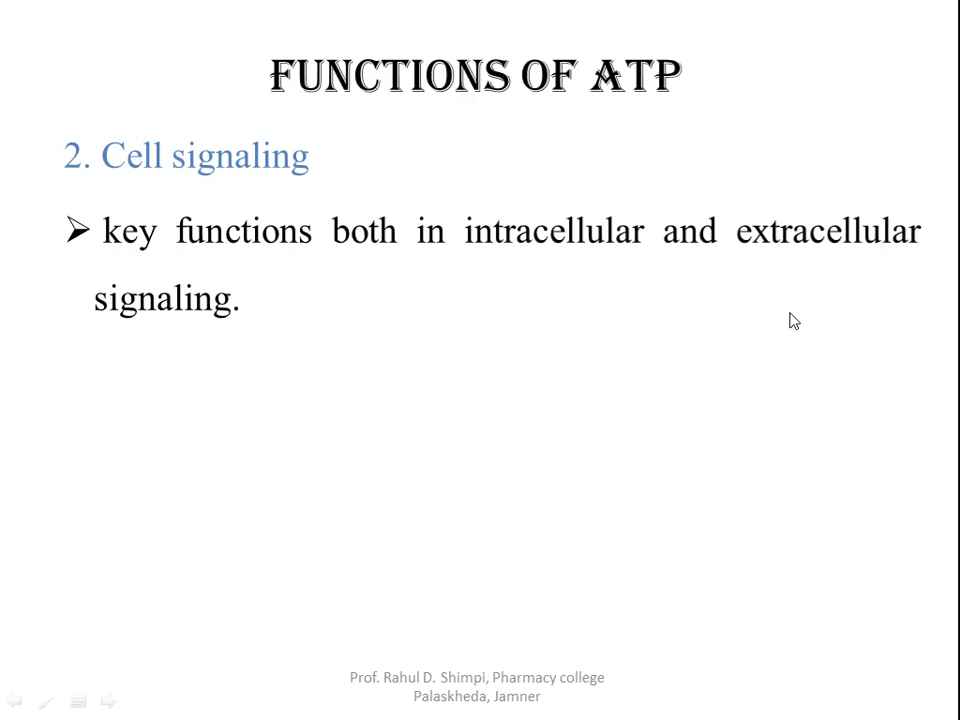 FUNCTIONS OF ATP
2. Cell signaling
➢ key functions both in intracellular and extracellular
signaling.
Prof. Rahul D. Shimpi, Pharmacy college
Palaskheda, Jamner